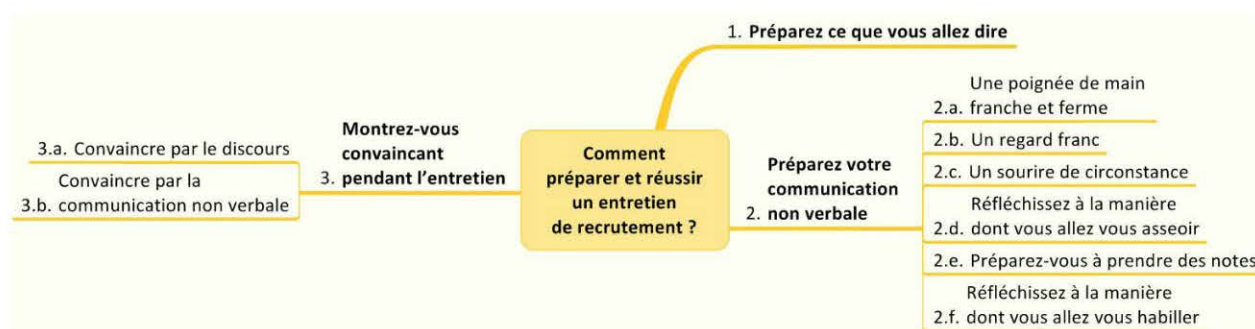 Comment
préparer et réussir
un entretien
de recrutement ?
1. Préparez ce que vous allez dire
Préparez votre
communication
2. non verbale
Une poignée de main
2.a. franche et ferme
2.b. Un regard franc
2.c. Un sourire de circonstance
Réfléchissez à la manière
2.d. dont vous allez vous asseoir
2.e. Préparez-vous à prendre des notes
Réfléchissez à la manière
2.f. dont vous allez vous habiller
Montrez-vous
convaincant
3. pendant l'entretien
3.a. Convaincre par le discours
Convaincre par la
3.b. communication non verbale